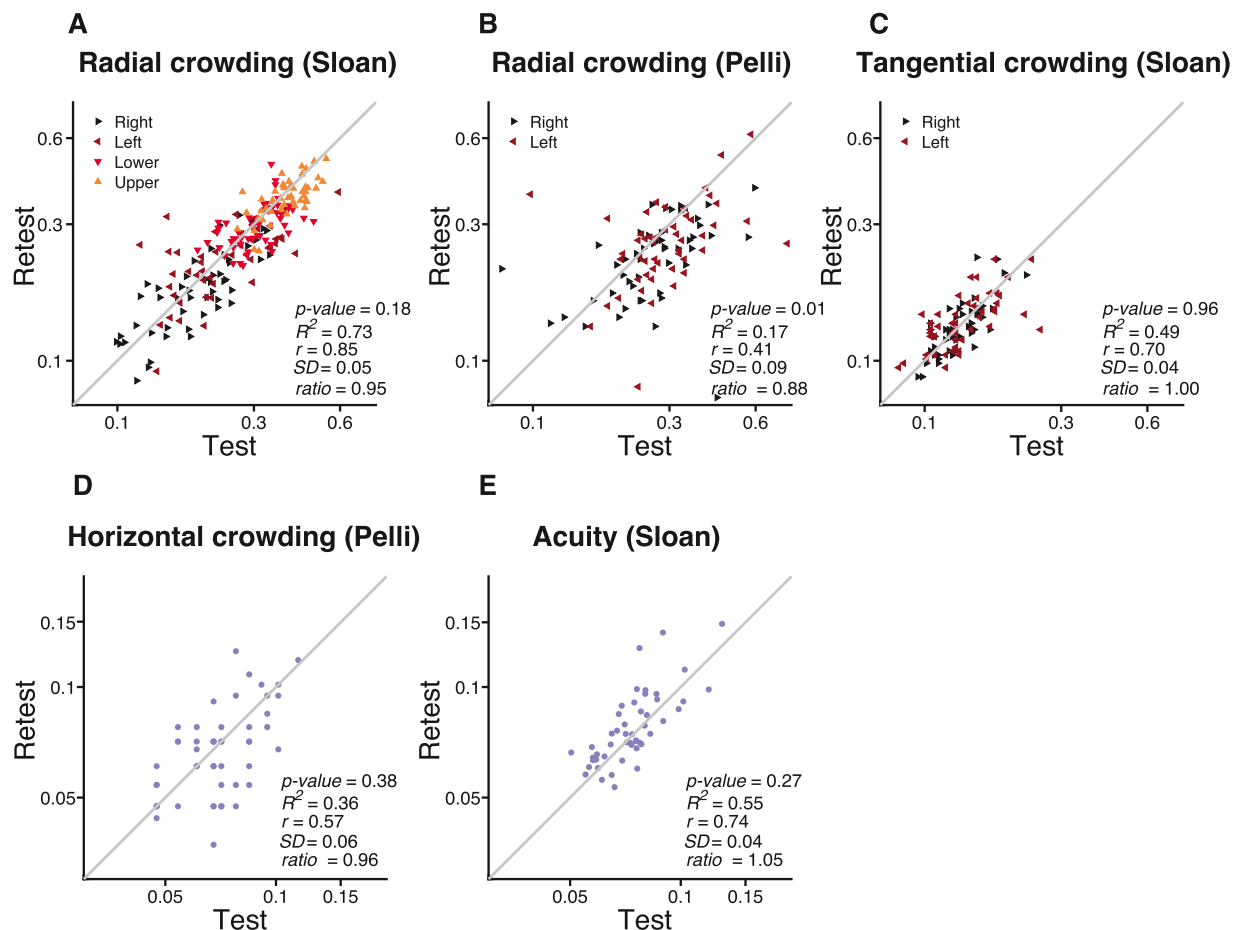 A
Radial crowding (Sloan)
Right
Left
Lower
Upper
0.6
0.3
0.1
Retest
p-value = 0.18
R2 = 0.73
r = 0.85
SD = 0.05
ratio = 0.95
0.1 0.3 0.6
Test
B
Radial crowding (Pelli)
Right
Left
0.6
0.3
0.1
Retest
p-value = 0.01
R2 = 0.17
r = 0.41
SD = 0.09
ratio = 0.88
0.1 0.3 0.6
Test
C
Tangential crowding (Sloan)
Right
Left
0.6
0.3
0.1
Retest
p-value = 0.96
R2 = 0.49
r = 0.70
SD = 0.04
ratio = 1.00
0.1 0.3 0.6
Test
D
Horizontal crowding (Pelli)
0.15
0.1
0.05
Retest
p-value = 0.38
R2 = 0.36
r = 0.57
SD = 0.06
ratio = 0.96
0.05 0.1 0.15
Test
E
Acuity (Sloan)
0.15
0.1
0.05
Retest
p-value = 0.27
R2 = 0.55
r = 0.74
SD = 0.04
ratio = 1.05
0.05 0.1 0.15
Test